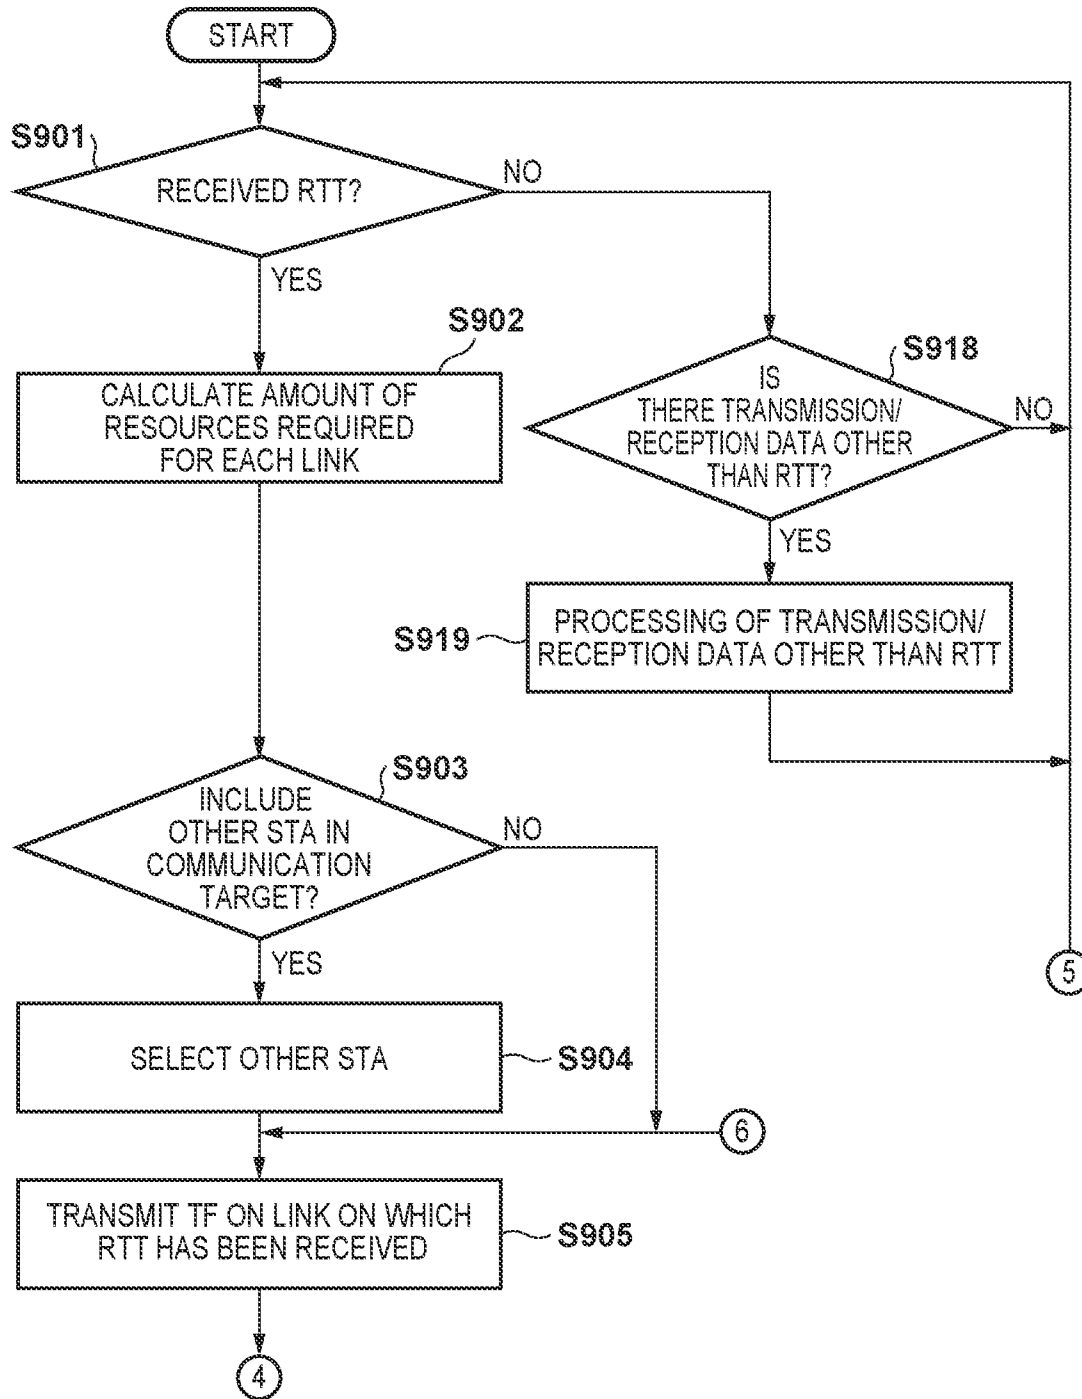 START
S901
RECEIVED RTT?
NO
YES
S902
CALCULATE AMOUNT OF
RESOURCES REQUIRED
FOR EACH LINK
S918
IS
THERE TRANSMISSION/
RECEPTION DATA OTHER
THAN RTT?
NO
YES
S919
PROCESSING OF TRANSMISSION/
RECEPTION DATA OTHER THAN RTT
S903
INCLUDE
OTHER STA IN
COMMUNICATION
TARGET?
NO
YES
5
SELECT OTHER STA
S904
6
TRANSMIT TF ON LINK ON WHICH
RTT HAS BEEN RECEIVED
S905
4